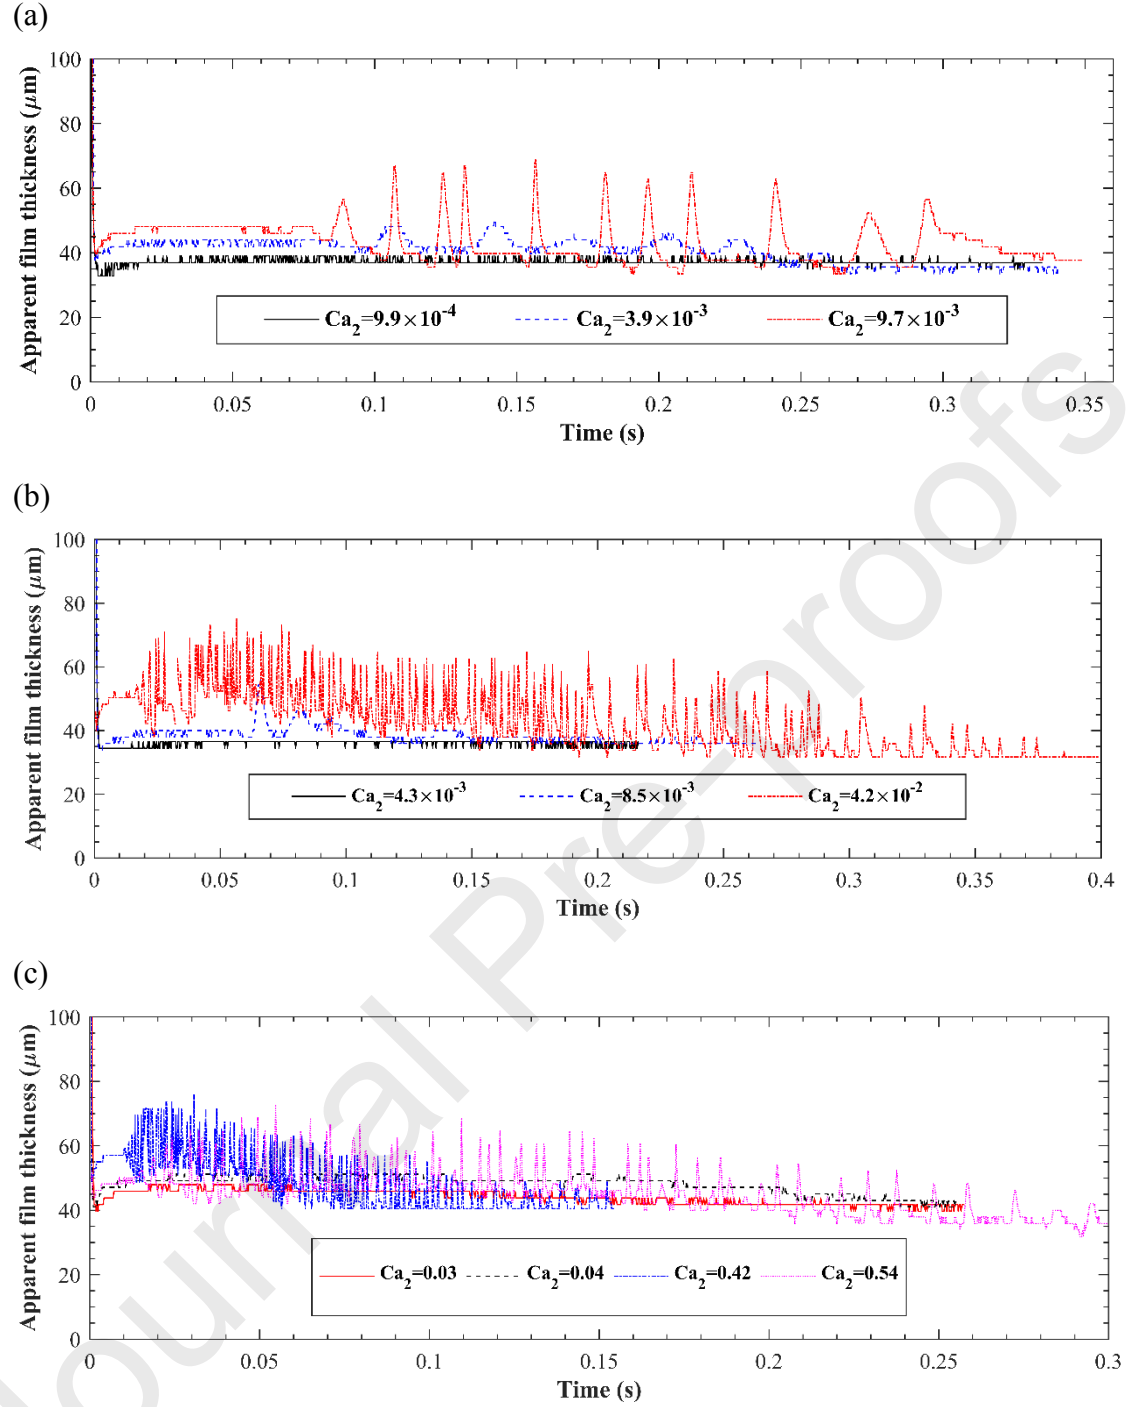 (a)
Apparent film thickness (μm)
100
80
60
40
20
0
Ca2=9.9×10-4 Ca2=3.9×10-3 Ca2=9.7×10-3
0 0.05 0.1 0.15 0.2 0.25 0.3 0.35
Time (s)
(b)
Apparent film thickness (μm)
100
80
60
40
20
0
Ca2=4.3×10-3 Ca2=8.5×10-3 Ca2=4.2×10-2
0 0.05 0.1 0.15 0.2 0.25 0.3 0.35 0.4
Time (s)
(c)
Apparent film thickness (μm)
100
80
60
40
20
0
Ca2=0.03 Ca2=0.04 Ca2=0.42 Ca2=0.54
0 0.05 0.1 0.15 0.2 0.25 0.3
Time (s)
Journal Pre-proofs